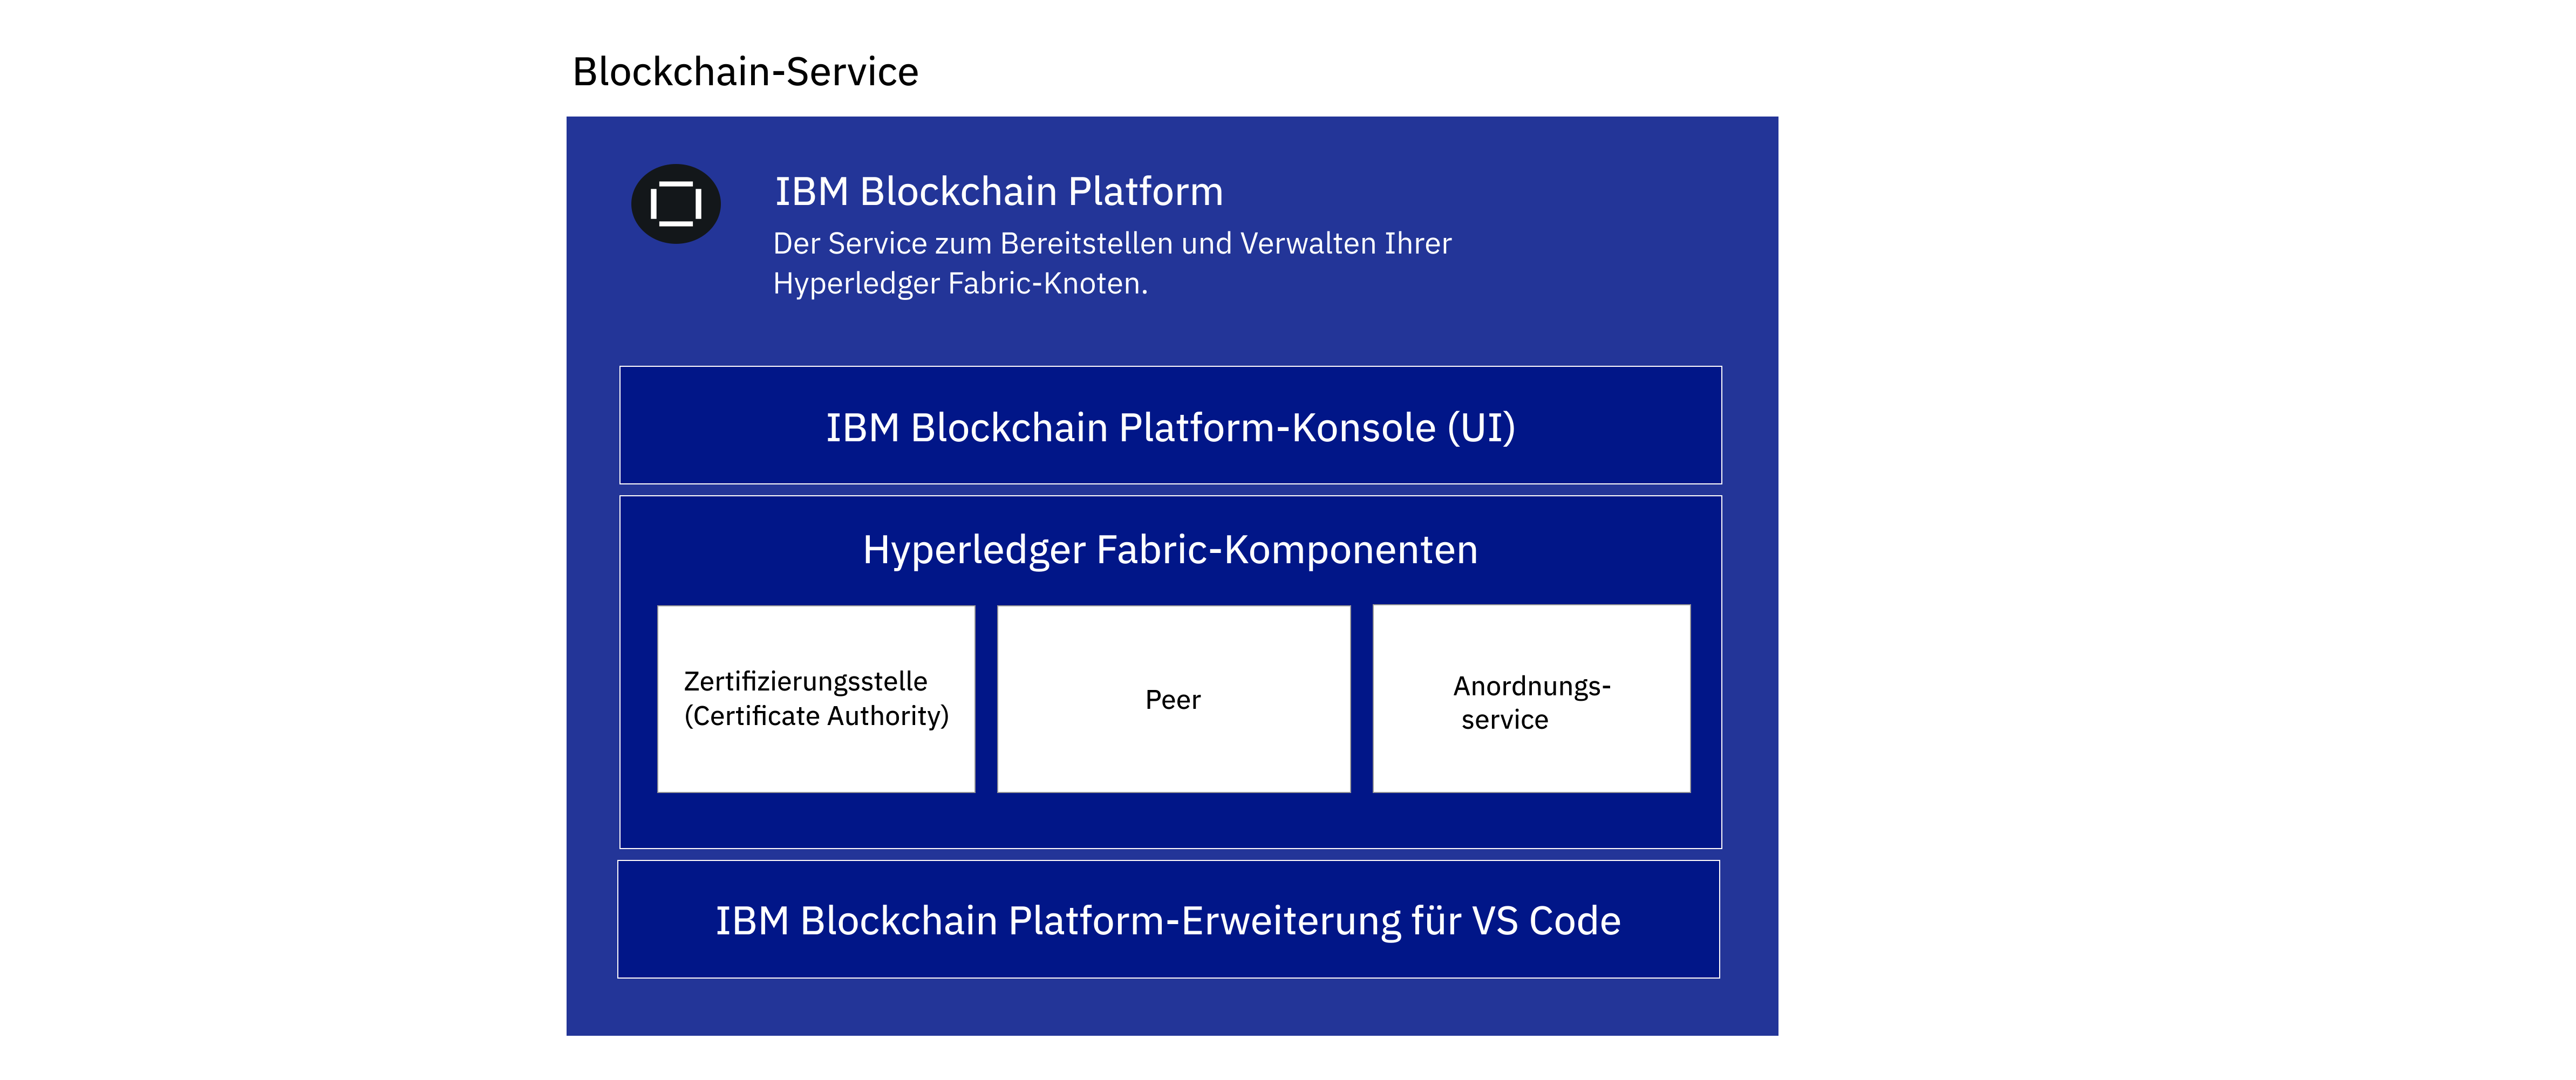 Blockchain-Service
IBM Blockchain Platform
Der Service zum Bereitstellen und Verwalten Ihrer
Hyperledger Fabric-Knoten.
IBM Blockchain Platform-Konsole (UI)
Hyperledger Fabric-Komponenten
Zertifizierungsstelle
(Certificate Authority)
Peer
Anordnungs-
service
IBM Blockchain Platform-Erweiterung für VS Code